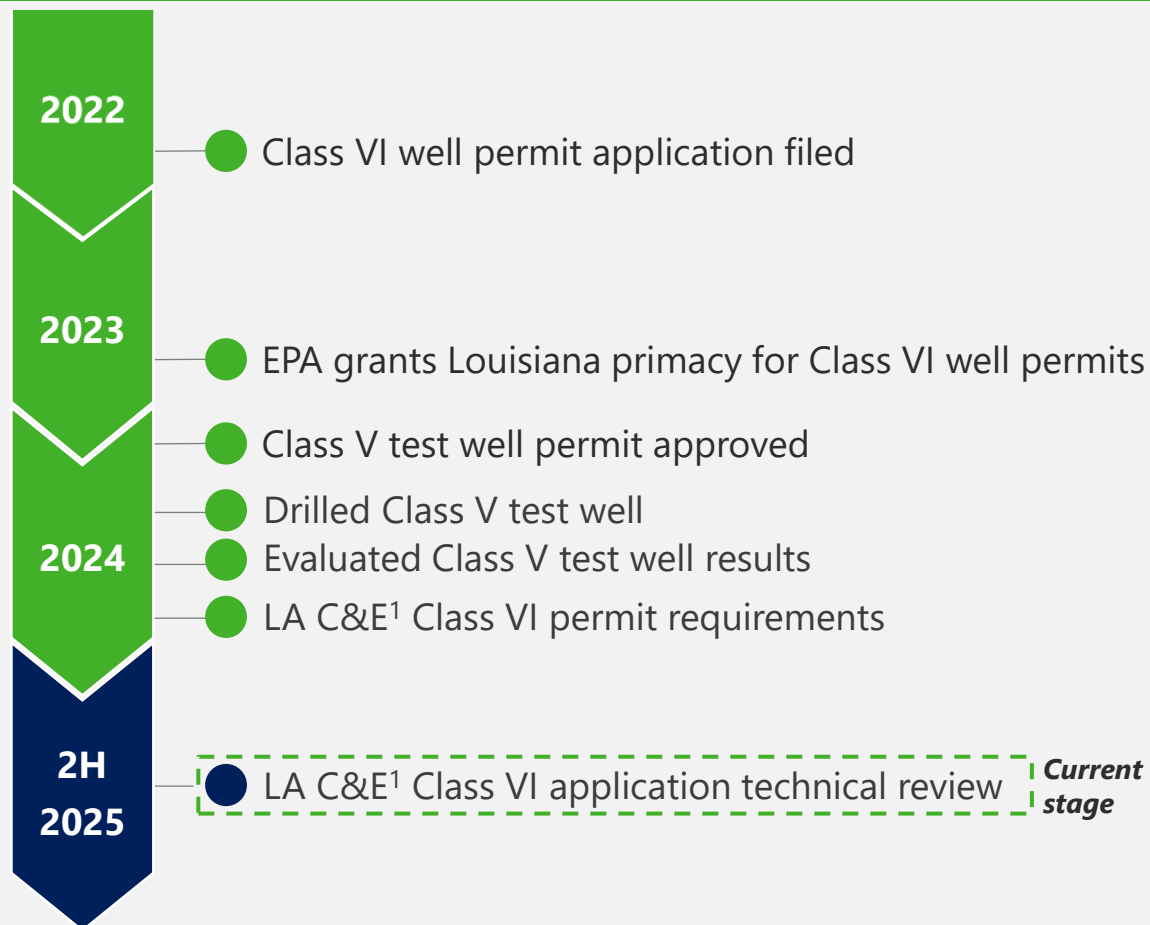 2022
Class VI well permit application filed
2023
EPA grants Louisiana primacy for Class VI well permits
Class V test well permit approved
Drilled Class V test well
2024
Evaluated Class V test well results
LA C&E¹ Class VI permit requirements
2H
2025
LA C&E¹ Class VI application technical review
Current
stage